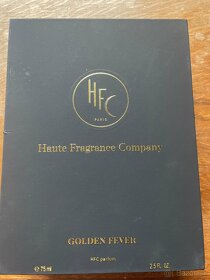 HFC
PARIS
Haute Fragrance Company
GOLDEN FEVER
HFC parfum
e 75 ml 2.5 fl. oz.